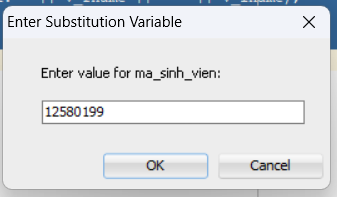 Enter Substitution Variable
Enter value for ma_sinh_vien:
12580199
OK
Cancel